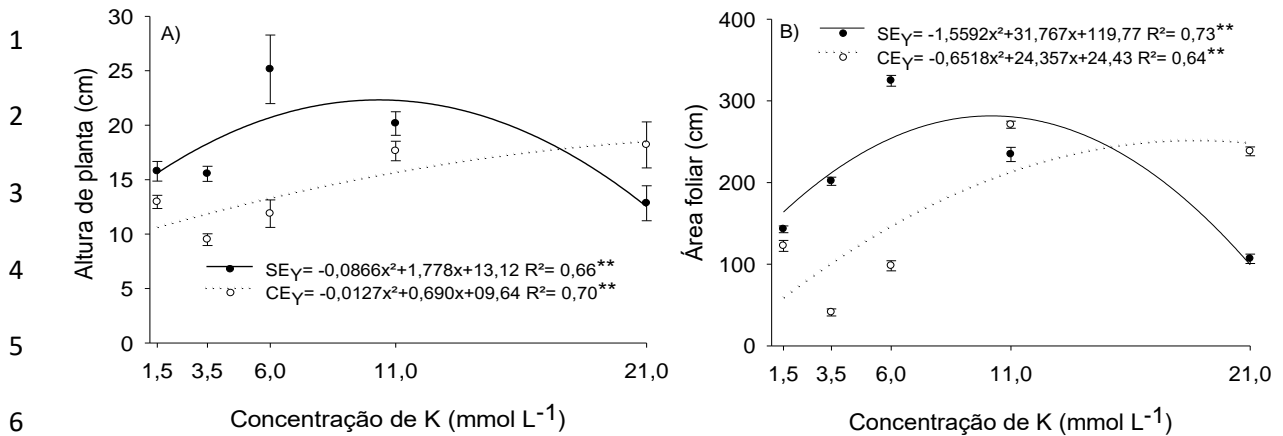 1
2
3
4
5
6
A)
Altura de planta (cm)
30
25
20
15
10
5
0
SEY= -0,0866x²+1,778x+13,12 R²= 0,66**
CEY= -0,0127x²+0,690x+09,64 R²= 0,70**
1,5 3,5 6,0 11,0 21,0
Concentração de K (mmol L-1)
B)
Área foliar (cm)
400
300
200
100
0
SEY= -1,5592x²+31,767x+119,77 R²= 0,73**
CEY= -0,6518x²+24,357x+24,43 R²= 0,64**
1,5 3,5 6,0 11,0 21,0
Concentração de K (mmol L-1)